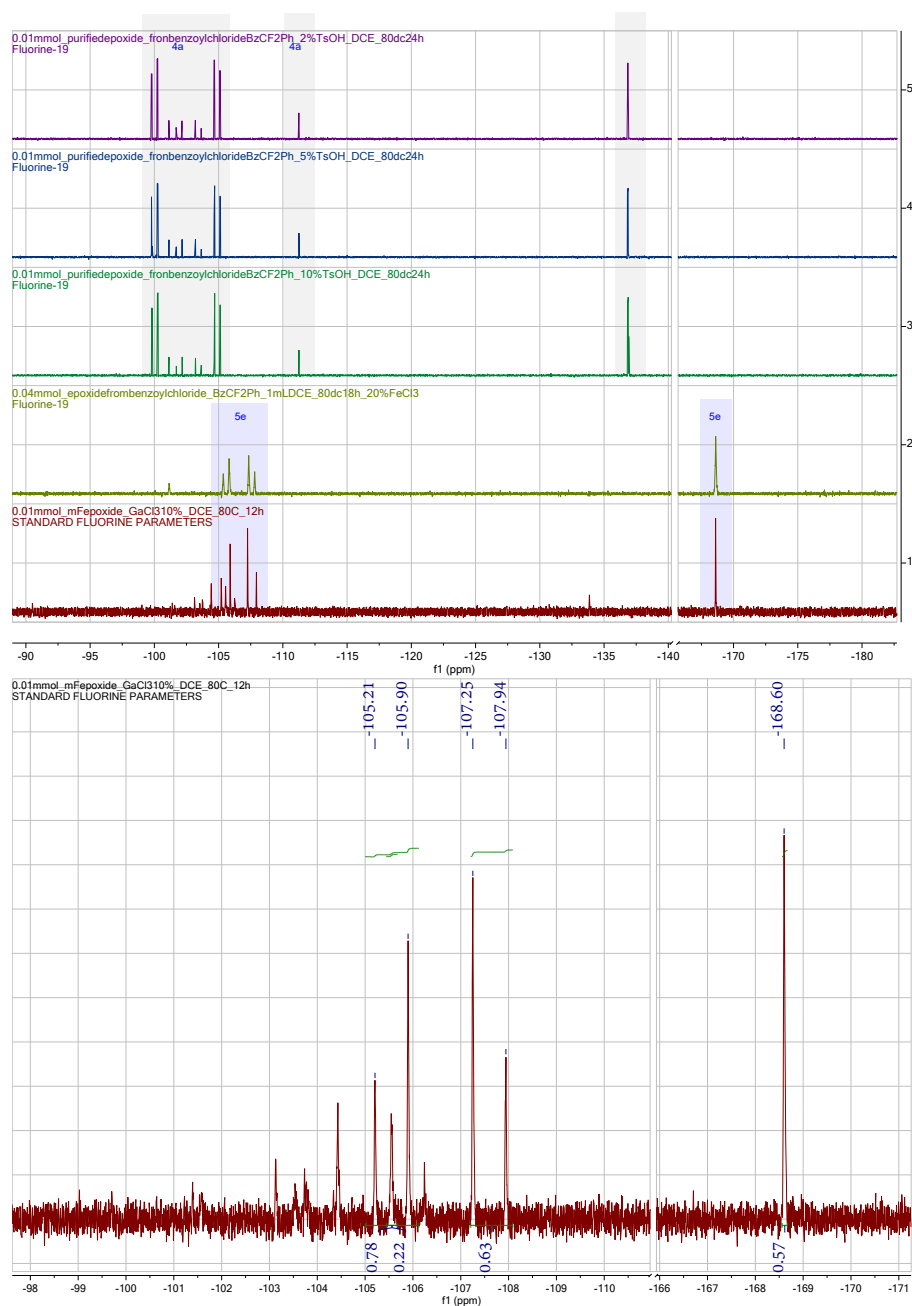 0.01mmol_purifiedepoxide_fronbenzoylchlorideBzCF2Ph_2%TsOH_DCE_80dc24h
Fluorine-19
4a
4a
5
0.01mmol_purifiedepoxide_fronbenzoylchlorideBzCF2Ph_5%TsOH_DCE_80dc24h
Fluorine-19
4
0.01mmol_purifiedepoxide_fronbenzoylchlorideBzCF2Ph_10%TsOH_DCE_80dc24h
Fluorine-19
3
0.04mmol_epoxidefrombenzoylchloride_BzCF2Ph_1mLDCE_80dc18h_20%FeCl3
Fluorine-19
5e
5e
2
0.01mmol_mFepoxide_GaCl310%_DCE_80C_12h
STANDARD FLUORINE PARAMETERS
1
-90 -95 -100 -105 -110 -115 -120 -125 -130 -135 -140 -170 -175 -180
f1 (ppm)
0.01mmol_mFepoxide_GaCl310%_DCE_80C_12h
STANDARD FLUORINE PARAMETERS
-105.21 -105.90 -107.25 -107.94 -168.60
0.78 0.22 0.63 0.57
-98 -99 -100 -101 -102 -103 -104 -105 -106 -107 -108 -109 -110 -166 -167 -168 -169 -170 -171
f1 (ppm)